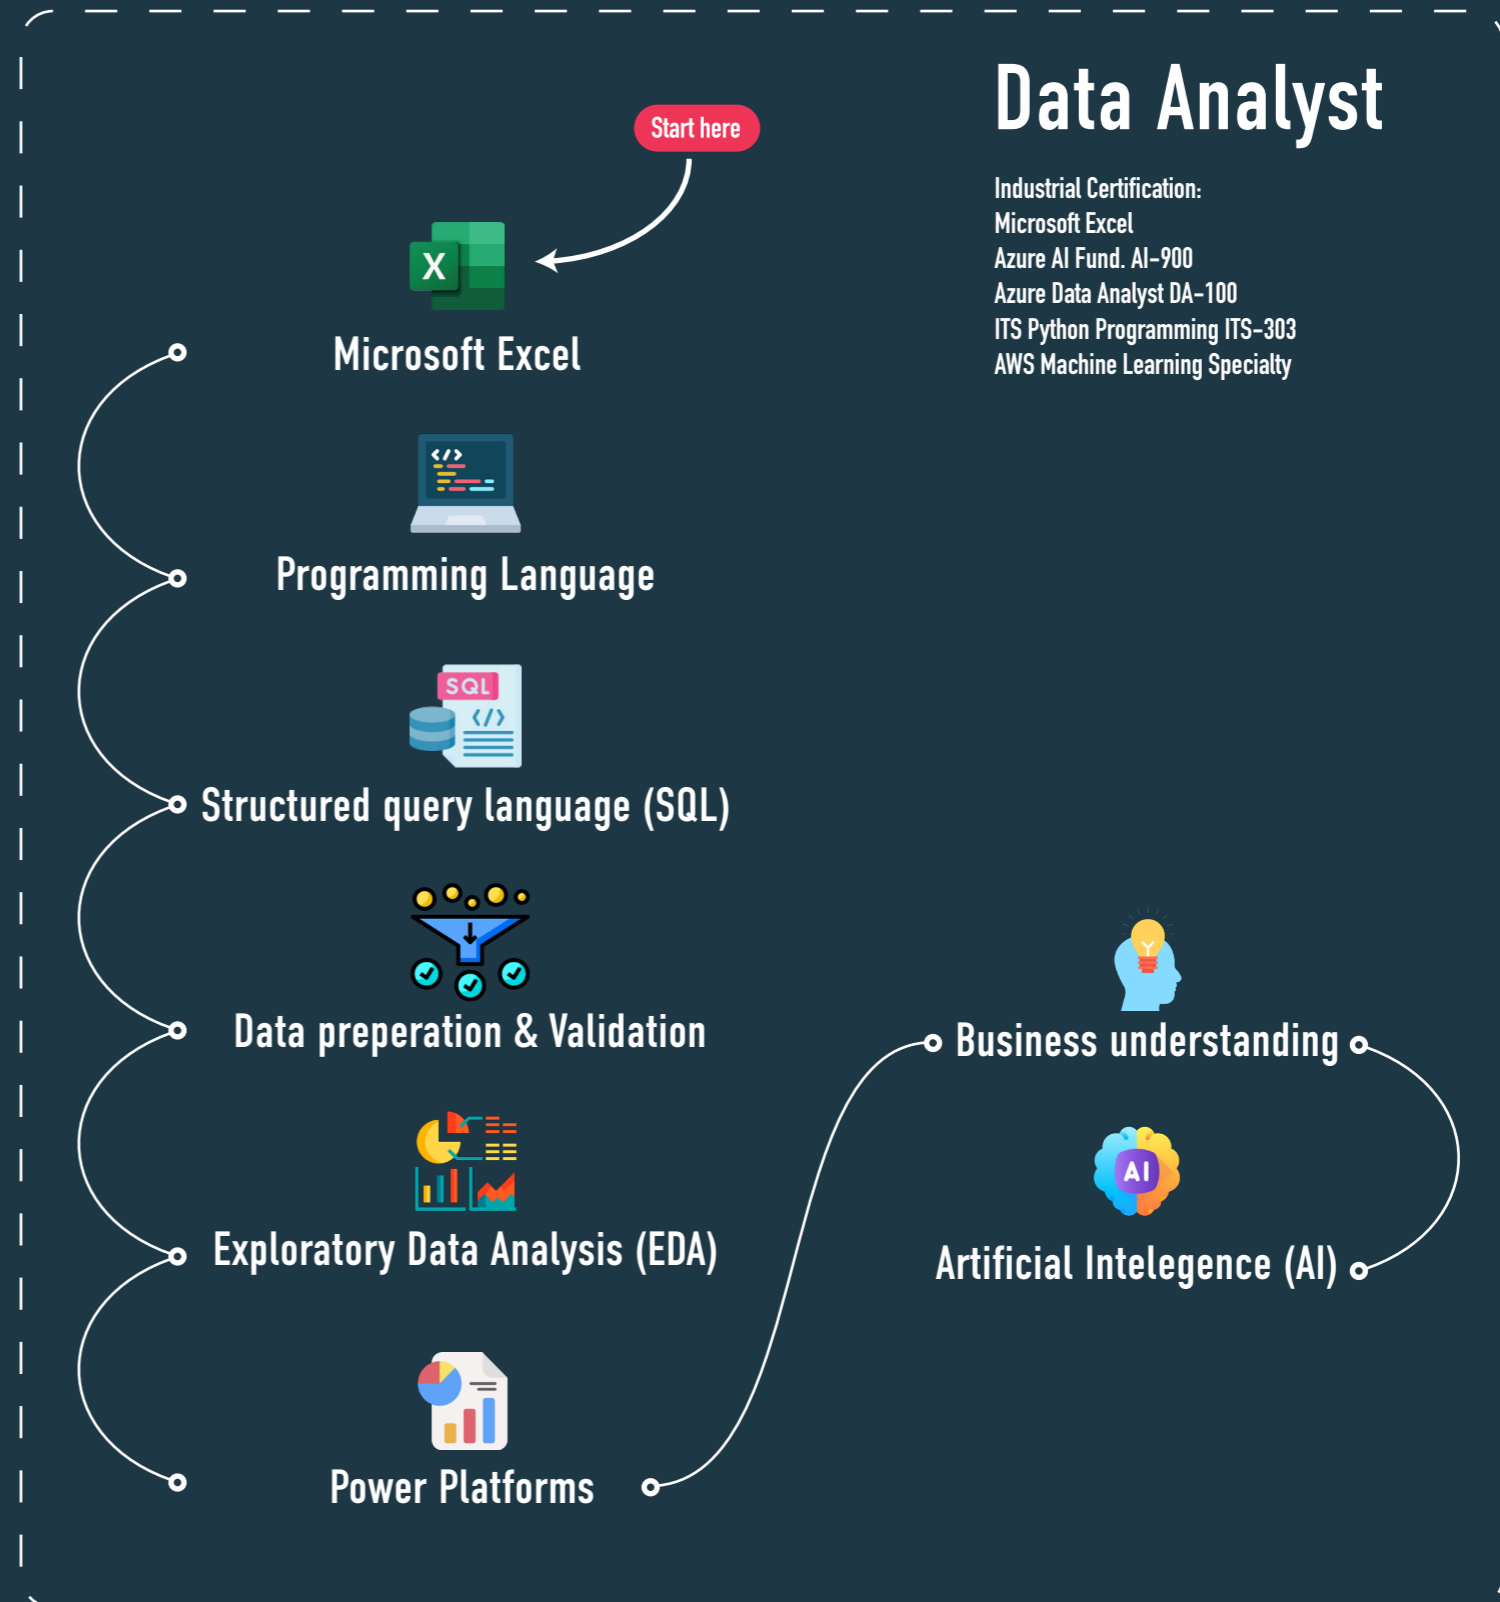 Data Analyst
Industrial Certification:
Microsoft Excel
Azure AI Fund. AI-900
Azure Data Analyst DA-100
ITS Python Programming ITS-303
AWS Machine Learning Specialty
Start here
X
Microsoft Excel
</>
Programming Language
SQL
</>
Structured query language (SQL)
Data preperation & Validation
Exploratory Data Analysis (EDA)
Power Platforms
Business understanding
AI
Artificial Intelegence (AI)